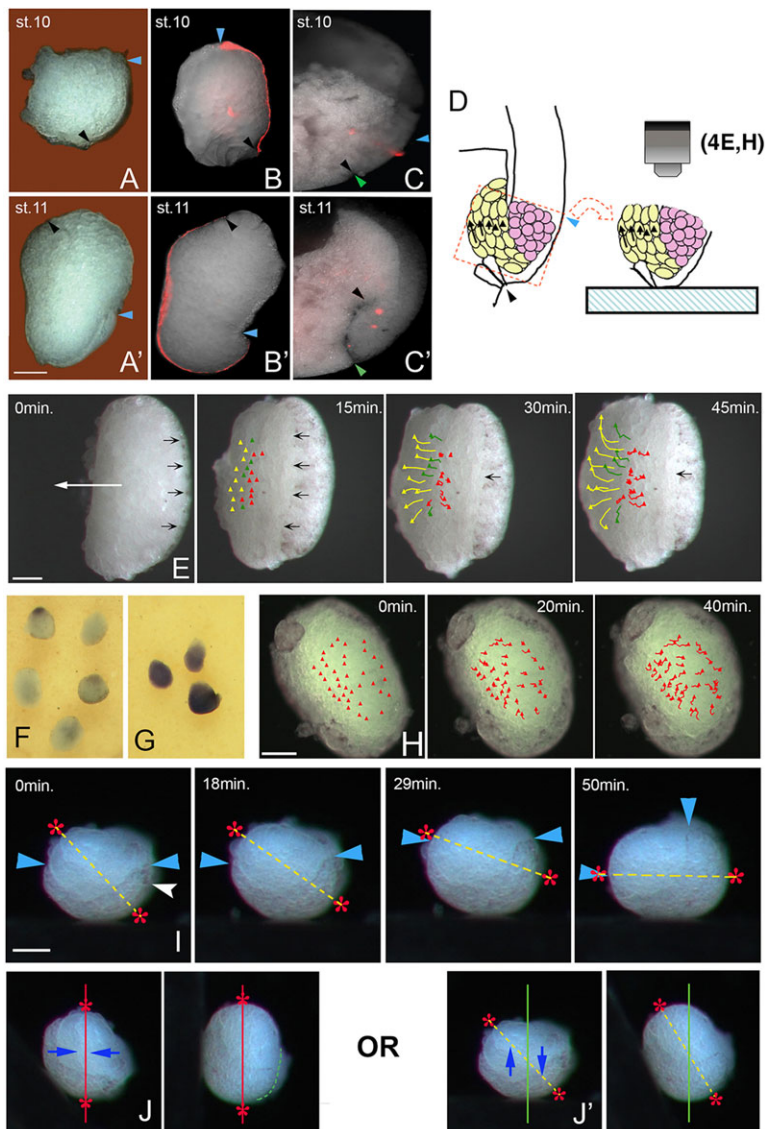 st.10
A
st.10
B
st.10
C
D
(4E,H)
st.11
A'
st.11
B'
st.11
C'
0min.
E
15min.
30min.
45min.
F
G
0min.
H
20min.
40min.
0min.
I
18min.
29min.
50min.
J
OR
J'